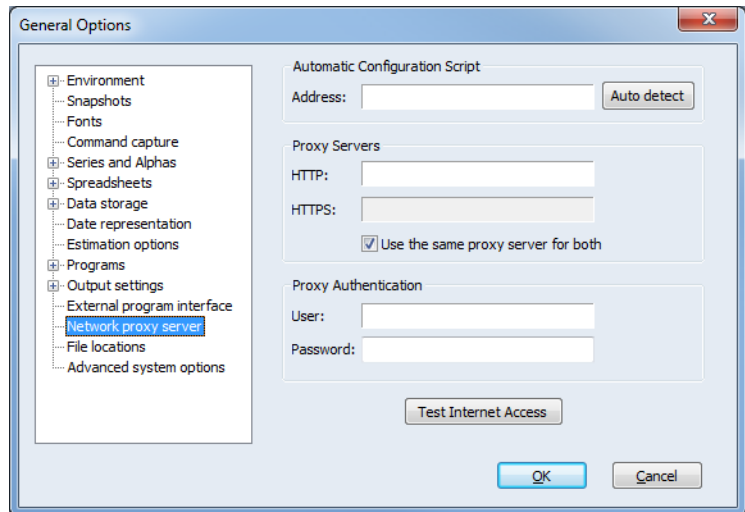 General Options
Environment
Snapshots
Fonts
Command capture
Series and Alphas
Spreadsheets
Data storage
Date representation
Estimation options
Programs
Output settings
External program interface
Network proxy server
File locations
Advanced system options
Automatic Configuration Script
Address:
Auto detect
Proxy Servers
HTTP:
HTTPS:
Use the same proxy server for both
Proxy Authentication
User:
Password:
Test Internet Access
OK
Cancel